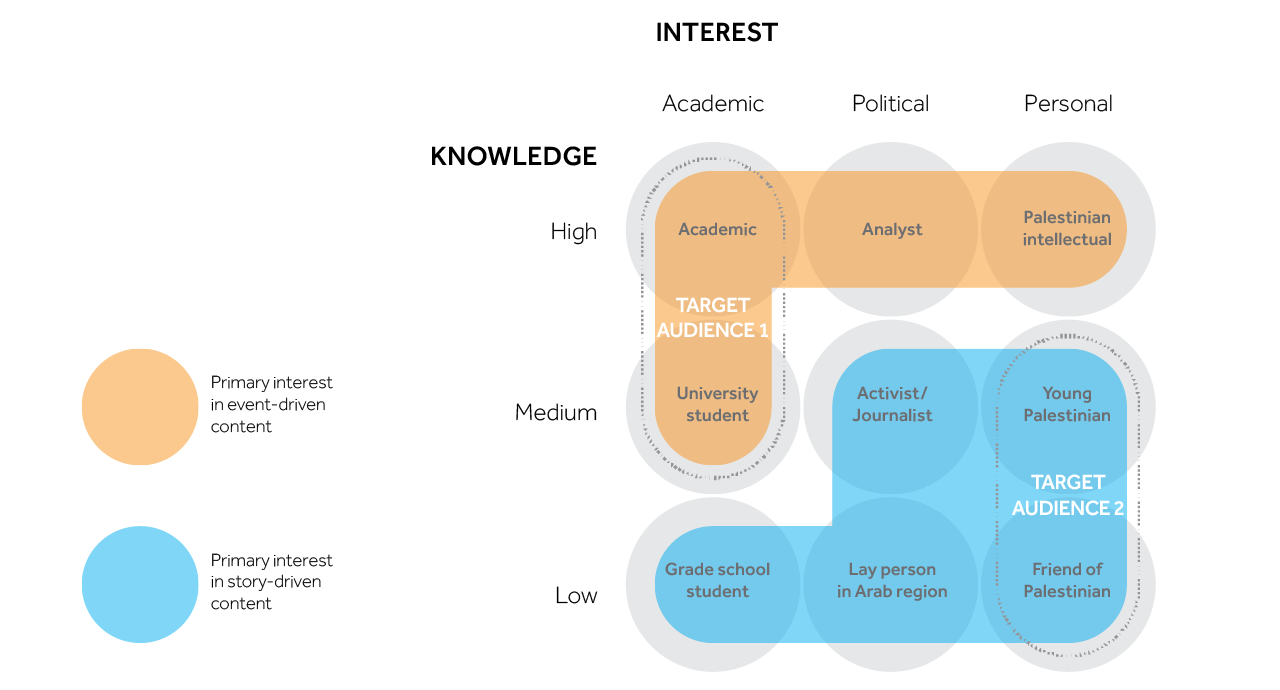 INTEREST
Academic
Political
Personal
KNOWLEDGE
High
Academic
Analyst
Palestinian
intellectual
TARGET
AUDIENCE 1
Primary interest
in event-driven
content
Medium
University
student
Activist/
Journalist
Young
Palestinian
TARGET
AUDIENCE 2
Primary interest
in story-driven
content
Low
Grade school
student
Lay person
in Arab region
Friend of
Palestinian